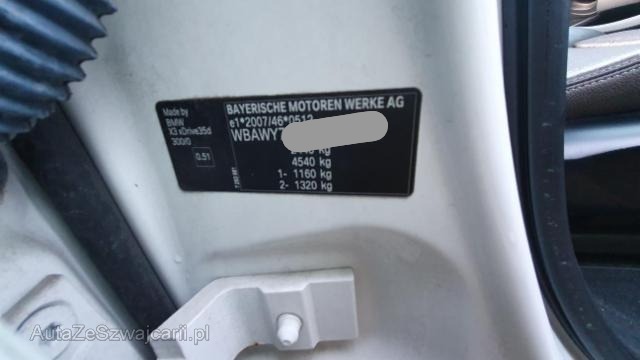 Made by
BMW
X3 xDrive35d
300/0
0.51
BAYERISCHE MOTOREN WERKE AG
e1*2007/46*0512
WBAWY
kg
4540 kg
1- 1160 kg
2- 1320 kg
AutaZeSzwajcarii.pl